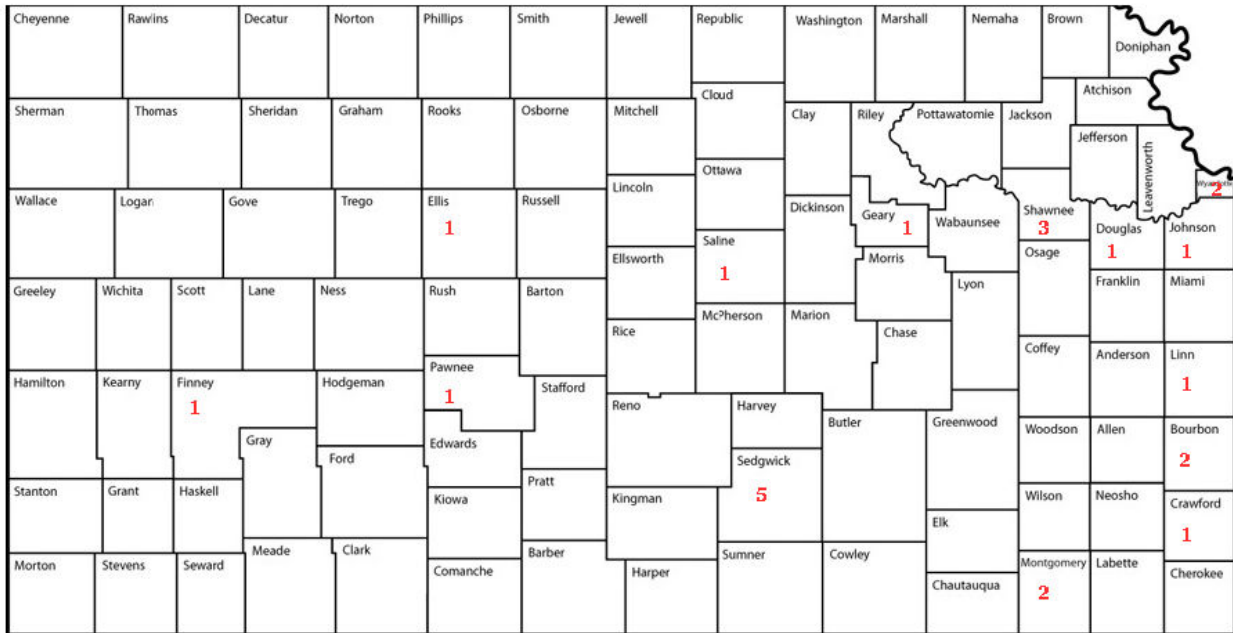 Cheyenne Rawlins Decatur Norton Phillips Smith Jewell Republic Washington Marshall Nemaha Brown
Doniphan
Atchison
Cloud
Sherman Thomas Sheridan Graham Rooks Osborne Mitchell Clay Riley Pottawatomie Jackson
Jefferson
Leavenworth
Ottawa
Wyandotte
2
Lincoln
Wallace Logan Gove Trego Ellis Russell Dickinson Geary Wabaunsee Shawnee Douglas Johnson
1 1 3 1 1
Saline
1
Ellsworth Morris Osage
Lyon Franklin Miami
Greeley Wichita Scott Lane Ness Rush Barton
McPherson Marion
Rice Chase
Coffey Anderson Linn
1
Pawnee
1
Hamilton Kearny Finney Hodgeman Stafford
1
Reno Harvey Butler Greenwood Woodson Allen Bourbon
2
Gray Ford Edwards
Sedgwick
5
Pratt
Stanton Grant Haskell Kiowa Kingman Wilson Neosho Crawford
1
Elk
Meade Clark Barber Sumner Cowley
Morton Stevens Seward Comanche Harper Chautauqua Montgomery Labette Cherokee
2